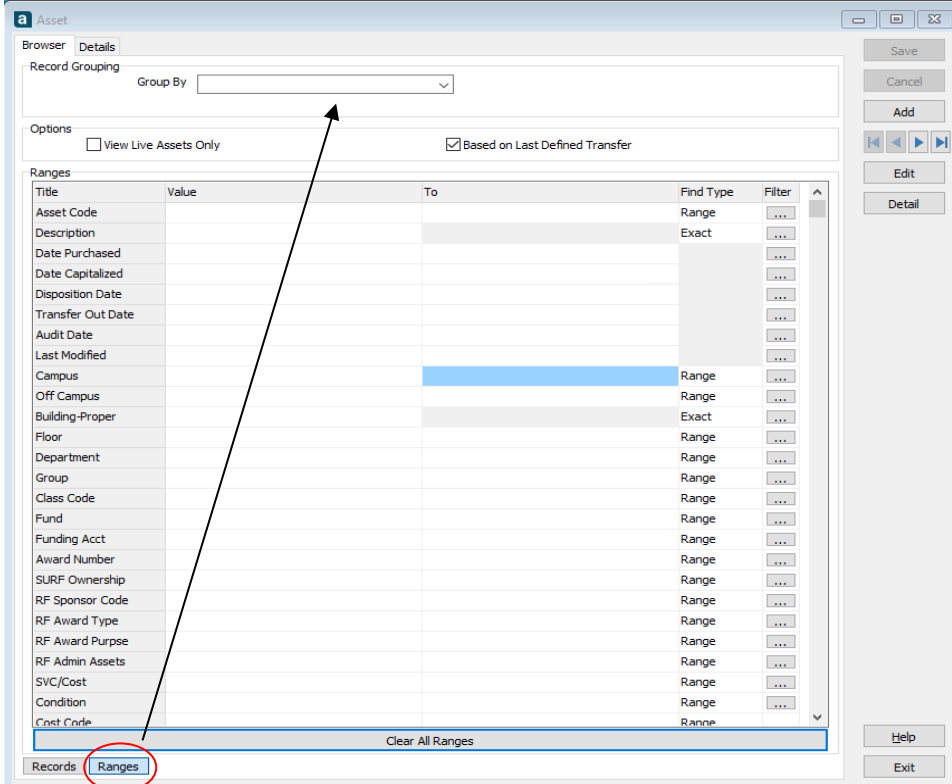 a Asset
Browser Details
Save
Record Grouping
Group By
Cancel
Add
Options
View Live Assets Only Based on Last Defined Transfer
Edit
Ranges
Title Value To Find Type Filter
Detail
Asset Code Range ...
Description Exact ...
Date Purchased ...
Date Capitalized ...
Disposition Date ...
Transfer Out Date ...
Audit Date ...
Last Modified ...
Campus Range ...
Off Campus Range ...
Building-Proper Exact ...
Floor Range ...
Department Range ...
Group Range ...
Class Code Range ...
Fund Range ...
Funding Acct Range ...
Award Number Range ...
SURF Ownership Range ...
RF Sponsor Code Range ...
RF Award Type Range ...
RF Award Purpse Range ...
RF Admin Assets Range ...
SVC/Cost Range ...
Condition Range ...
Cost Code Range
Clear All Ranges
Help
Records Ranges
Exit